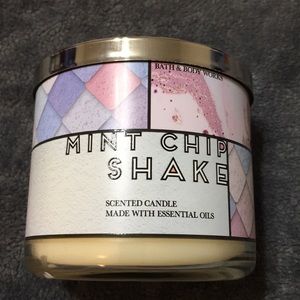 BATH & BODY WORKS
MINT CHIP
SHAKE
SCENTED CANDLE
MADE WITH ESSENTIAL OILS